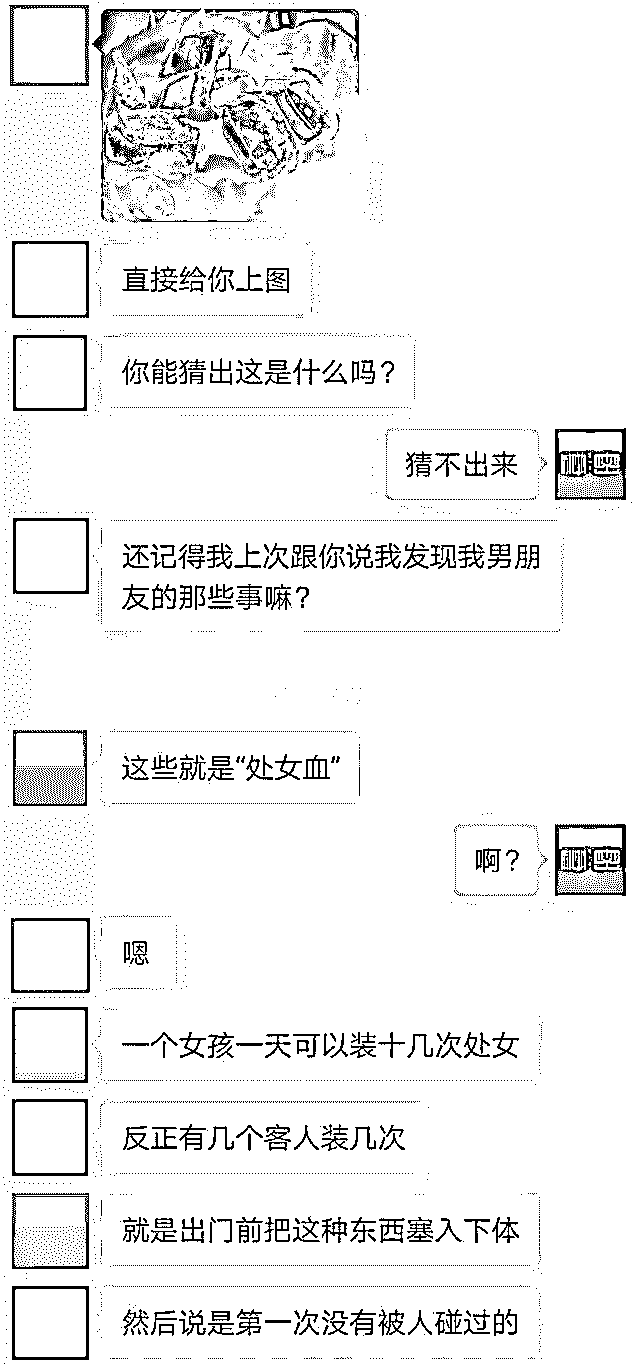 直接给你上图
你能猜出这是什么吗？
猜不出来
还记得我上次跟你说我发现我男朋
友的那些事嘛？
这些就是“处女血”
啊？
嗯
一个女孩一天可以装十几次处女
反正有几个客人装几次
就是出门前把这种东西塞入下体
然后说是第一次没有被人碰过的